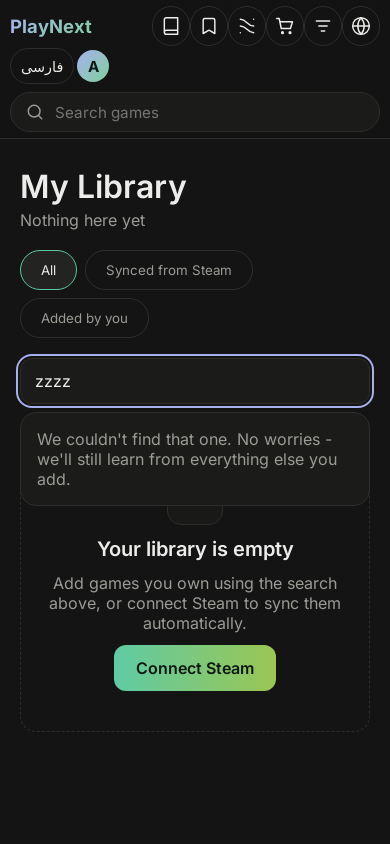 PlayNext
فارسی
A
Search games
My Library
Nothing here yet
All
Synced from Steam
Added by you
zzzz
We couldn't find that one. No worries -
we'll still learn from everything else you
add.
Your library is empty
Add games you own using the search
above, or connect Steam to sync them
automatically.
Connect Steam